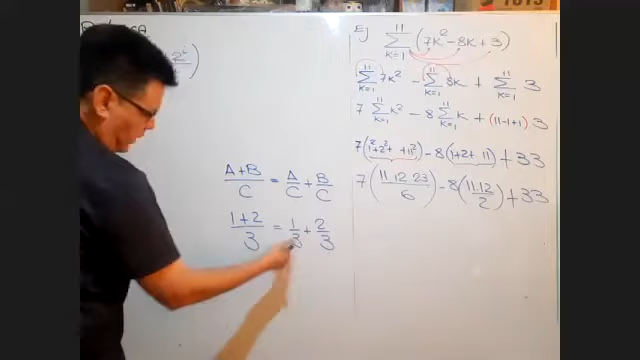 2^i )
A+B/C = A/C + B/C
1+2/3 = 1/3 + 2/3
Ej ∑_{k=1}^{11} (7k² - 8k + 3)
∑_{k=1}^{11} 7k² - ∑_{k=1}^{11} 8k + ∑_{k=1}^{11} 3
7 ∑_{k=1}^{11} k² - 8 ∑_{k=1}^{11} k + (11-1+1) 3
7(1²+2²+ +11²) - 8(1+2+ 11) + 33
7(11.12.23/6) - 8(11.12/2) + 33